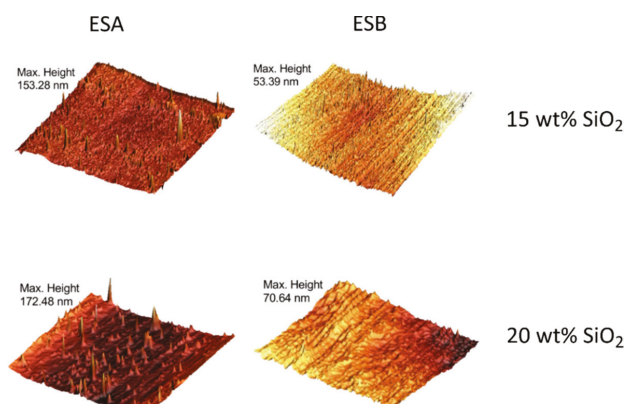 ESA
ESB
Max. Height
153.28 nm
Max. Height
53.39 nm
15 wt% SiO₂
Max. Height
172.48 nm
Max. Height
70.64 nm
20 wt% SiO₂